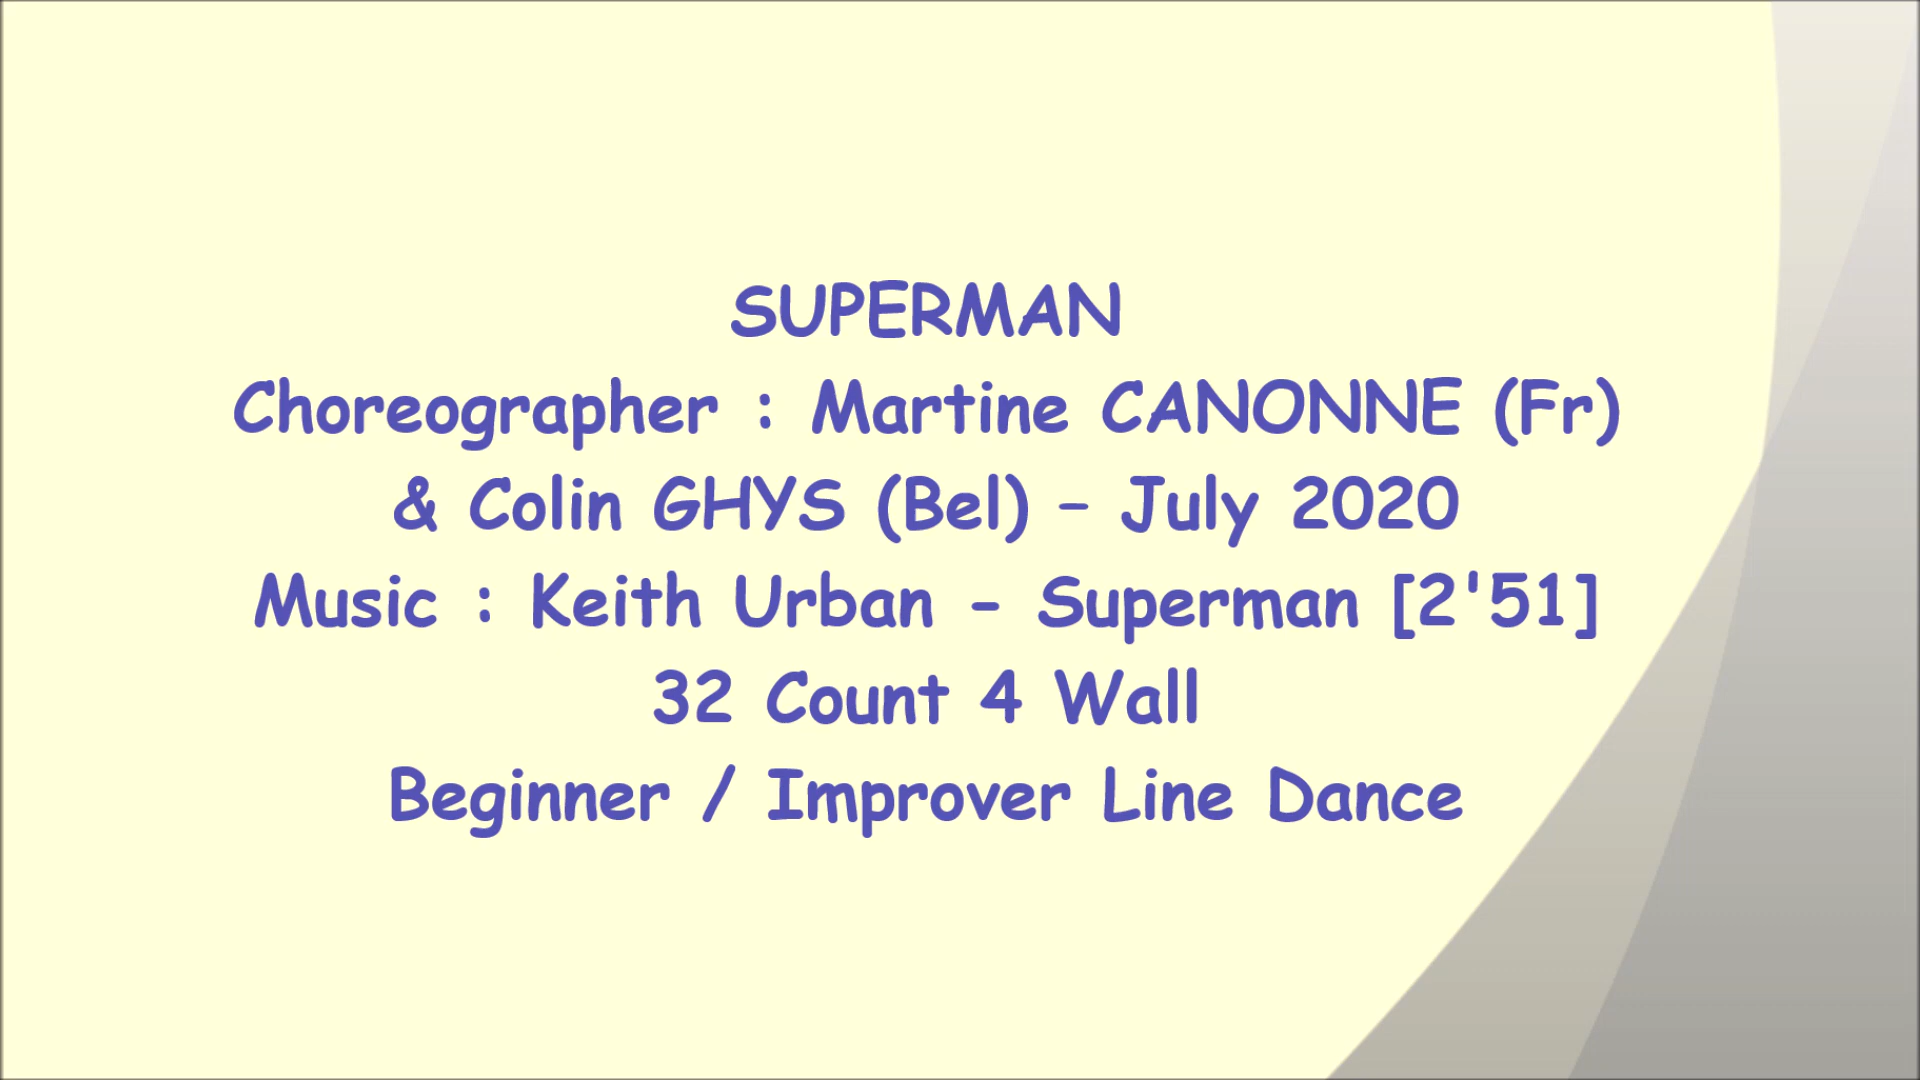 SUPERMAN
Choreographer : Martine CANONNE (Fr)
& Colin GHYS (Bel) – July 2020
Music : Keith Urban - Superman [2'51]
32 Count 4 Wall
Beginner / Improver Line Dance